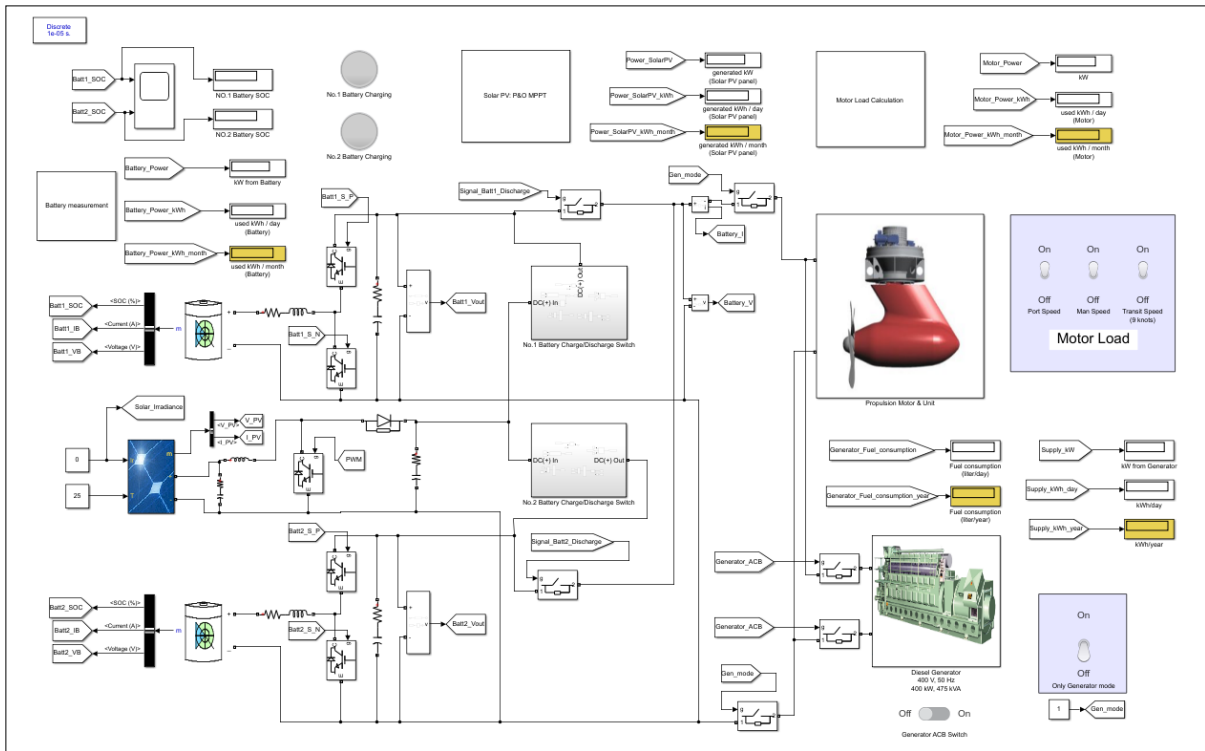 Discrete
1e-05 s.
Batt1_SOC
Batt2_SOC
NO.1 Battery SOC
NO.2 Battery SOC
No.1 Battery Charging
No.2 Battery Charging
Solar PV: P&O MPPT
Power_SolarPV
generated kW
(Solar PV panel)
Power_SolarPV_kWh
generated kWh / day
(Solar PV panel)
Power_SolarPV_kWh_month
generated kWh / month
(Solar PV panel)
Motor Load Calculation
Motor_Power
kW
Motor_Power_kWh
used kWh / day
(Motor)
Motor_Power_kWh_month
used kWh / month
(Motor)
Battery measurement
Battery_Power
kW from Battery
Battery_Power_kWh
used kWh / day
(Battery)
Battery_Power_kWh_month
used kWh / month
(Battery)
Batt1_S_P
Signal_Batt1_Discharge
Gen_mode
Battery_I
Battery_V
Batt1_Vout
DC(+) In
DC(+) Out
No.1 Battery Charge/Discharge Switch
Batt1_SOC
Batt1_IB
Batt1_VB
<SOC (%)>
<Current (A)>
<Voltage (V)>
m
Batt1_S_N
Propulsion Motor & Unit
On
On
On
Off
Off
Off
Port Speed
Man Speed
Transit Speed
(9 knots)
Motor Load
Solar_Irradiance
V_PV
<V_PV>
I_PV
<I_PV>
0
25
PWM
DC(+) In
DC(+) Out
No.2 Battery Charge/Discharge Switch
Generator_Fuel_consumption
Fuel consumption
(liter/day)
Generator_Fuel_consumption_year
Fuel consumption
(liter/year)
Supply_kW
kW from Generator
Supply_kWh_day
kWh/day
Supply_kWh_year
kWh/year
Batt2_S_P
Signal_Batt2_Discharge
Batt2_Vout
Batt2_SOC
Batt2_IB
Batt2_VB
<SOC (%)>
<Current (A)>
<Voltage (V)>
m
Batt2_S_N
Generator_ACB
Generator_ACB
Gen_mode
Diesel Generator
400 V, 50 Hz
400 kW, 475 kVA
Off
On
Generator ACB Switch
On
Off
Only Generator mode
1
Gen_mode